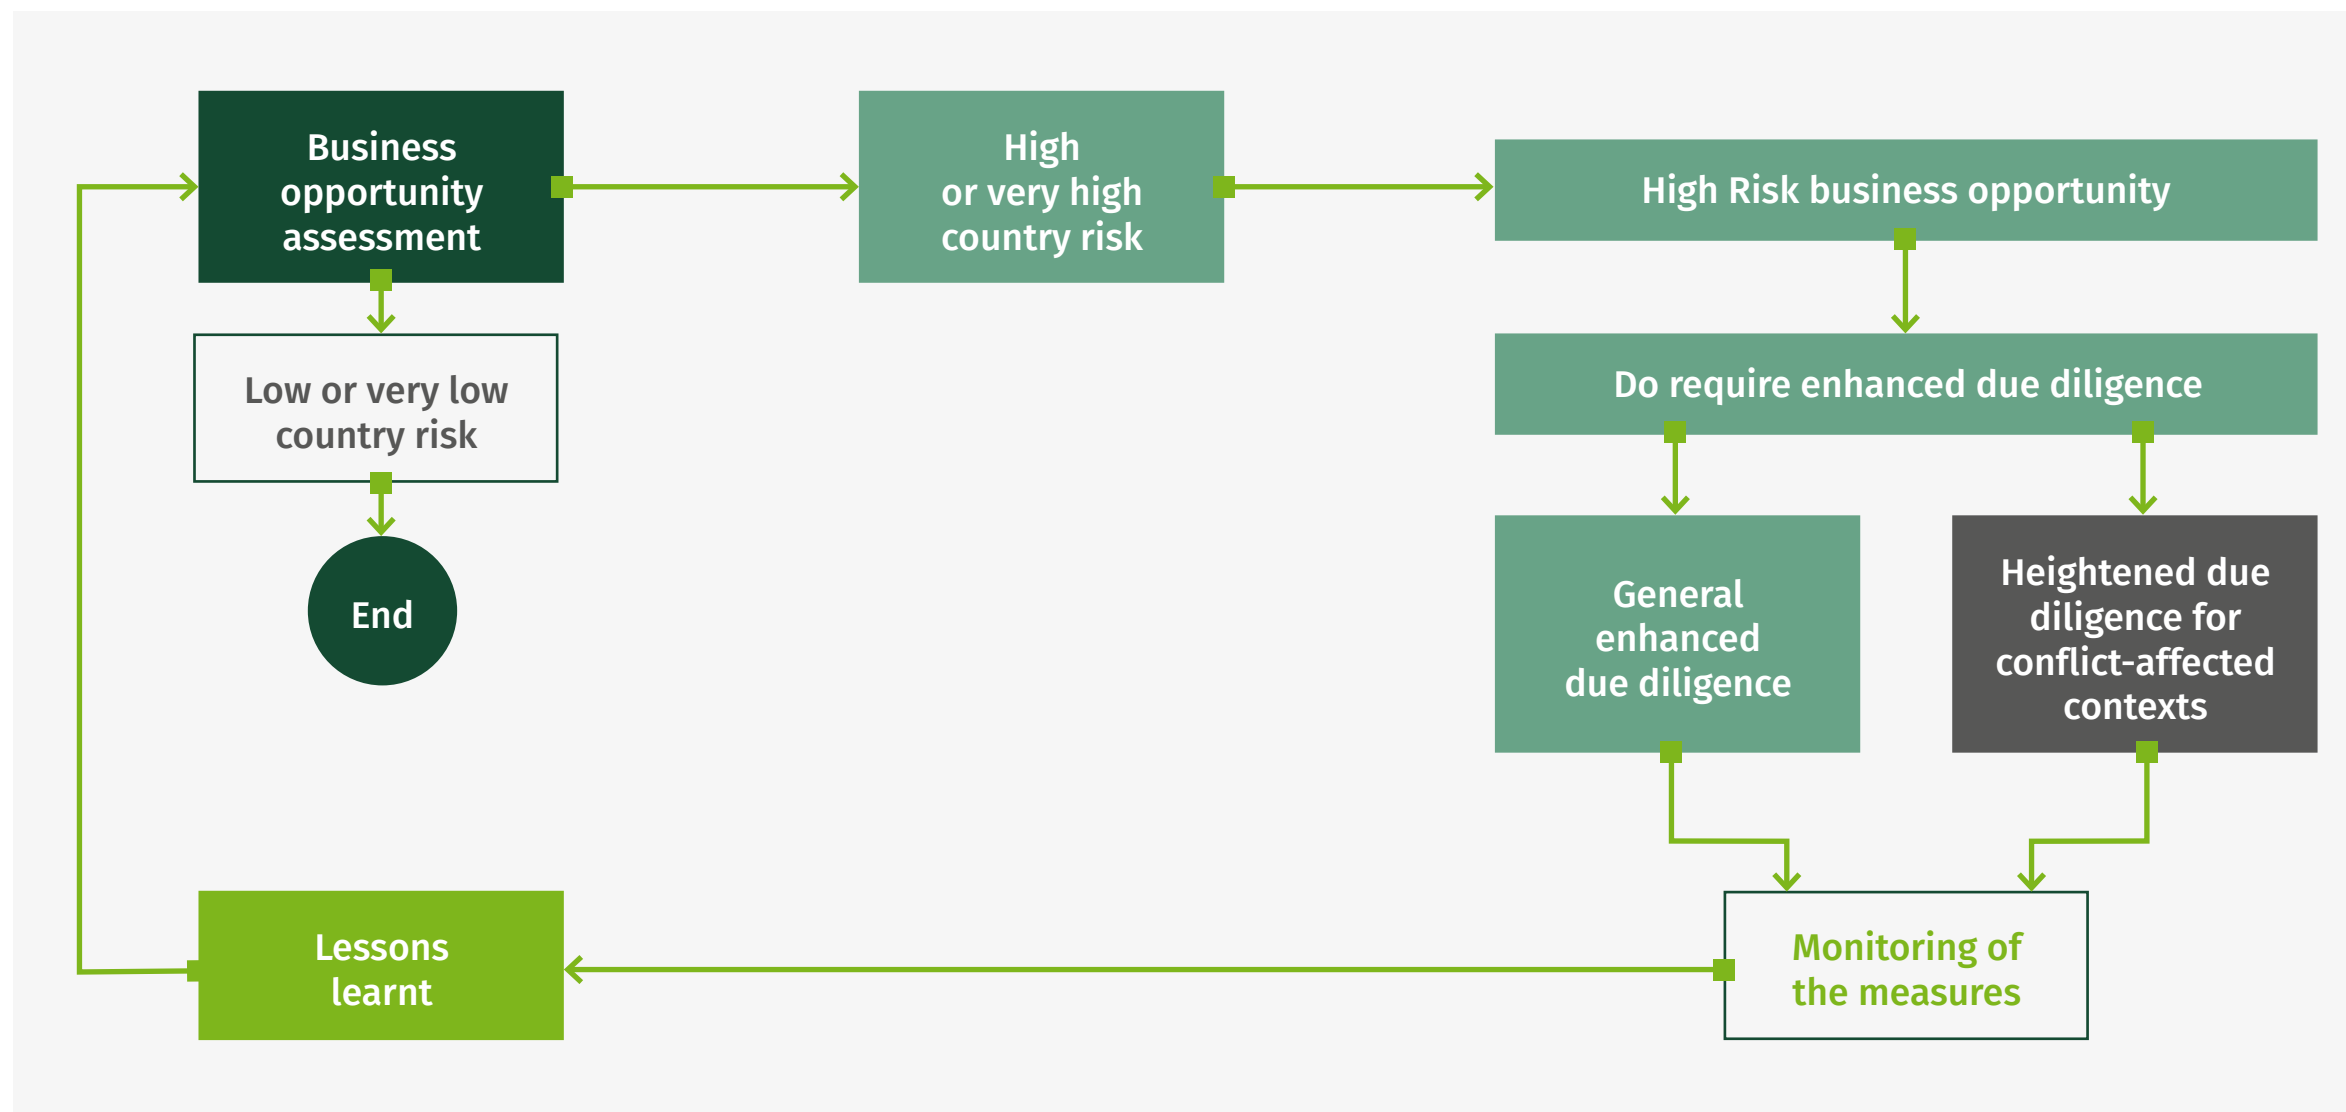 Business
opportunity
assessment
High
or very high
country risk
High Risk business opportunity
Low or very low
country risk
Do require enhanced due diligence
End
General
enhanced
due diligence
Heightened due
diligence for
conflict-affected
contexts
Lessons
learnt
Monitoring of
the measures